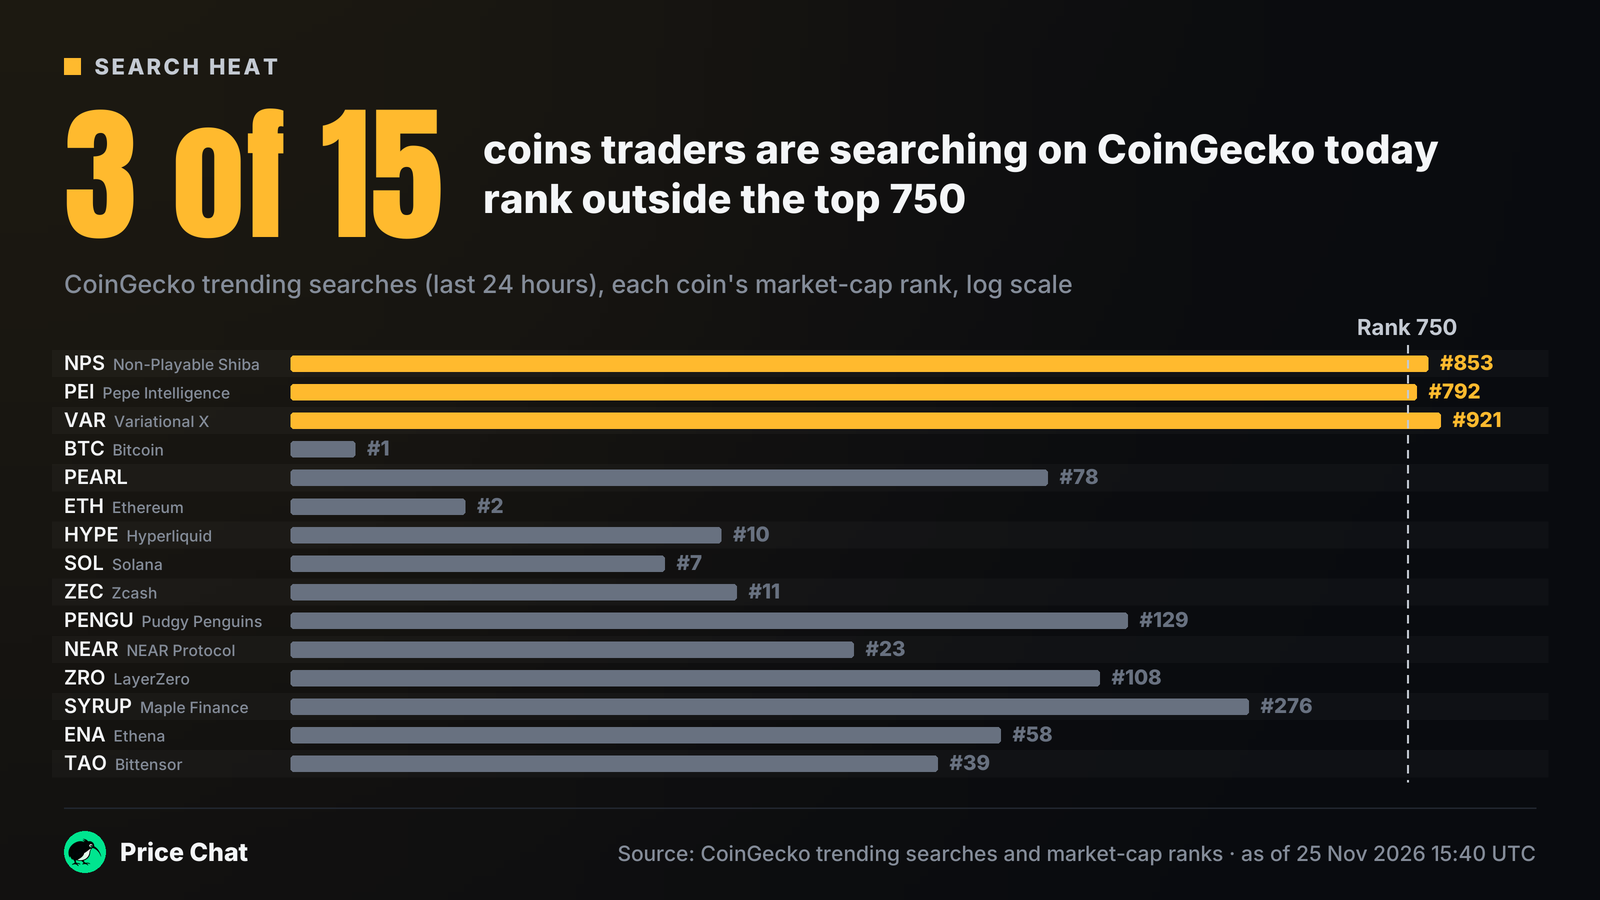 SEARCH HEAT
3 of 15
coins traders are searching on CoinGecko today
rank outside the top 750
CoinGecko trending searches (last 24 hours), each coin's market-cap rank, log scale
Rank 750
NPS Non-Playable Shiba #853
PEI Pepe Intelligence #792
VAR Variational X #921
BTC Bitcoin #1
PEARL #78
ETH Ethereum #2
HYPE Hyperliquid #10
SOL Solana #7
ZEC Zcash #11
PENGU Pudgy Penguins #129
NEAR NEAR Protocol #23
ZRO LayerZero #108
SYRUP Maple Finance #276
ENA Ethena #58
TAO Bittensor #39
Price Chat
Source: CoinGecko trending searches and market-cap ranks · as of 25 Nov 2026 15:40 UTC